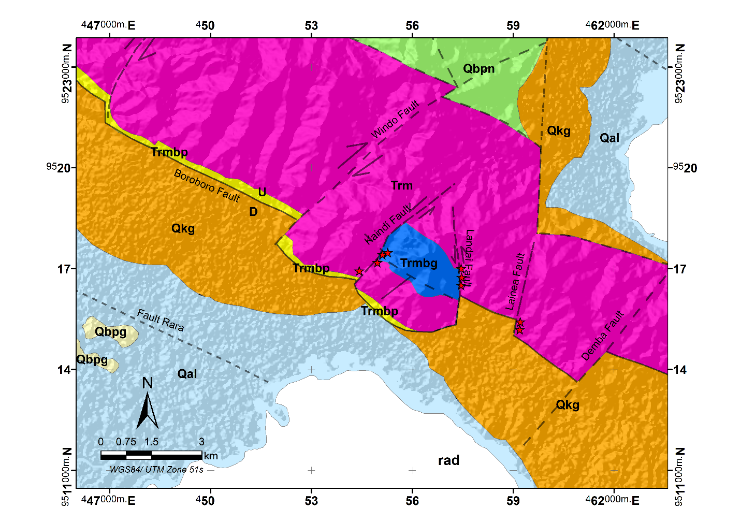 447000m.E 450 53 56 59 462000m.E
9523000m.N
9523000m.N
Qbpn
Windo Fault
Qkg
Qal
Trmbp
9520
9520
Boroboro Fault
U
D
Trm
Qkg
Kaindi Fault
Landai Fault
Trmbp
Trmbg
17
17
Lainea Fault
Trmbp
Fault Rara
Demba Fault
Qbpg
Qbpg
Qal
14
14
N
Qkg
0 0.75 1.5 3
km
WGS84/ UTM Zone 51s
rad
9511000m.N
9511000m.N
447000m.E 450 53 56 59 462000m.E